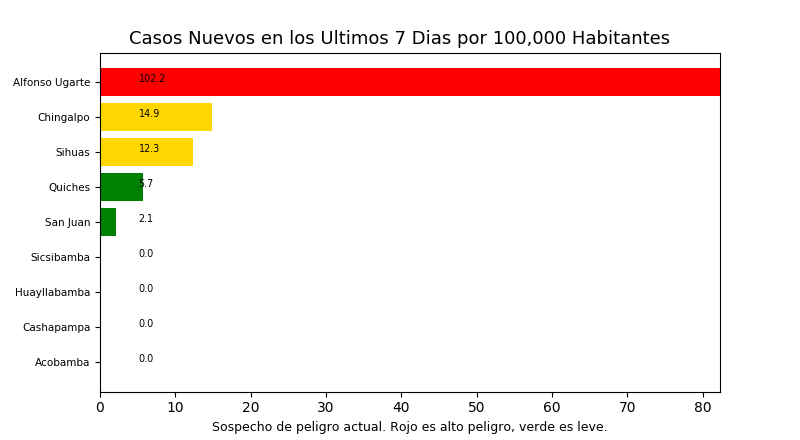 Casos Nuevos en los Ultimos 7 Dias por 100,000 Habitantes
Alfonso Ugarte 102.2
Chingalpo 14.9
Sihuas 12.3
Quiches 5.7
San Juan 2.1
Sicsibamba 0.0
Huayllabamba 0.0
Cashapampa 0.0
Acobamba 0.0
0 10 20 30 40 50 60 70 80
Sospecho de peligro actual. Rojo es alto peligro, verde es leve.